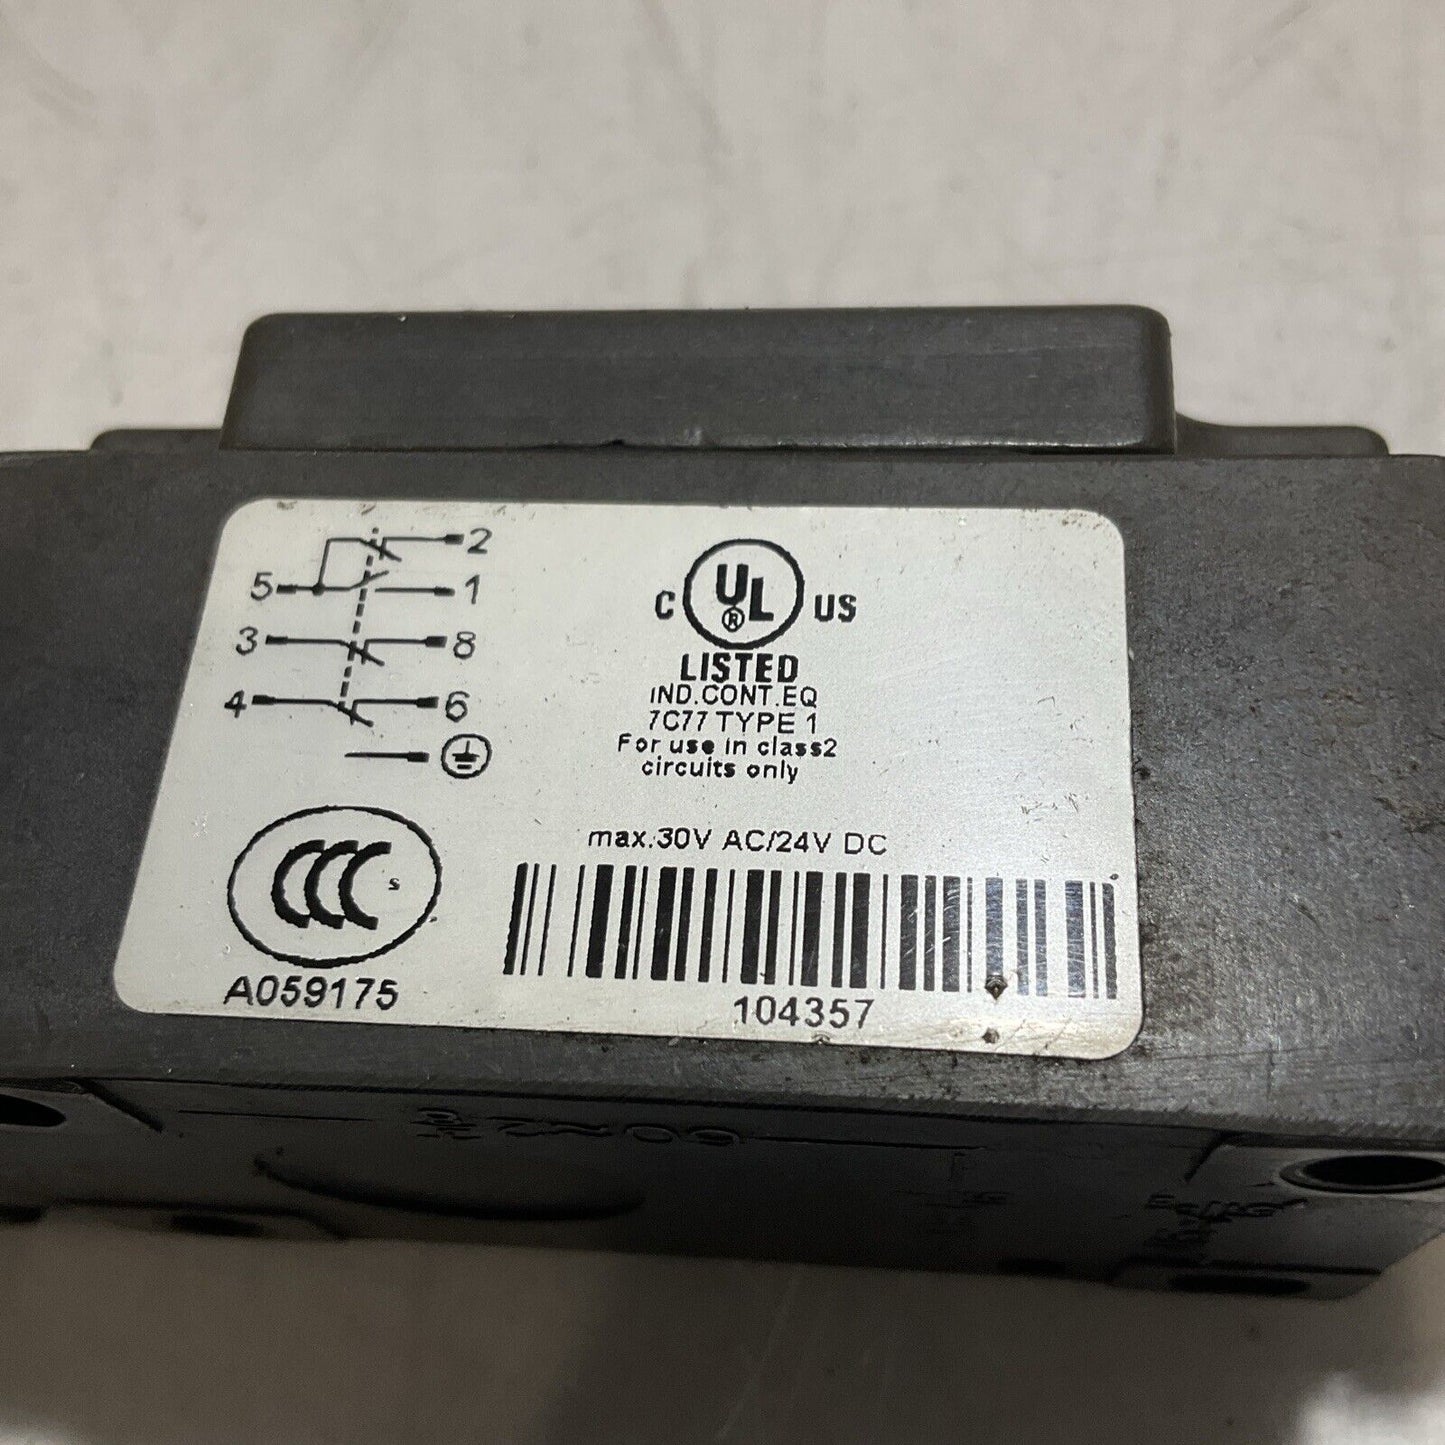 2
5
1
3 8
4 6
C UL ® US
LISTED
IND.CONT.EQ
7C77 TYPE 1
For use in class2
circuits only
max.30V AC/24V DC
CCC S
A059175
104357